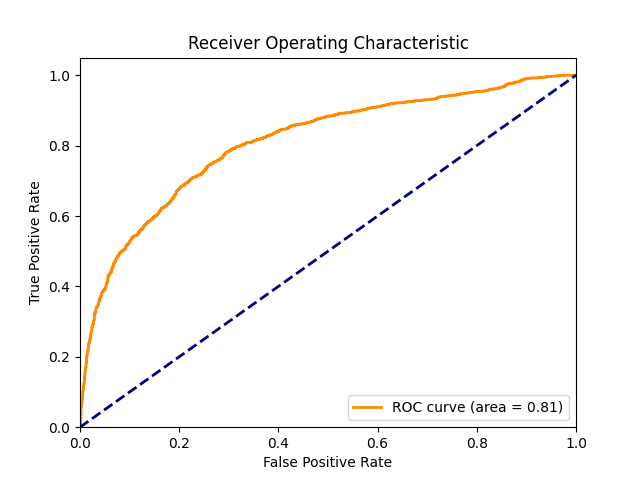 Receiver Operating Characteristic
True Positive Rate
1.0
0.8
0.6
0.4
0.2
0.0
ROC curve (area = 0.81)
0.0 0.2 0.4 0.6 0.8 1.0
False Positive Rate